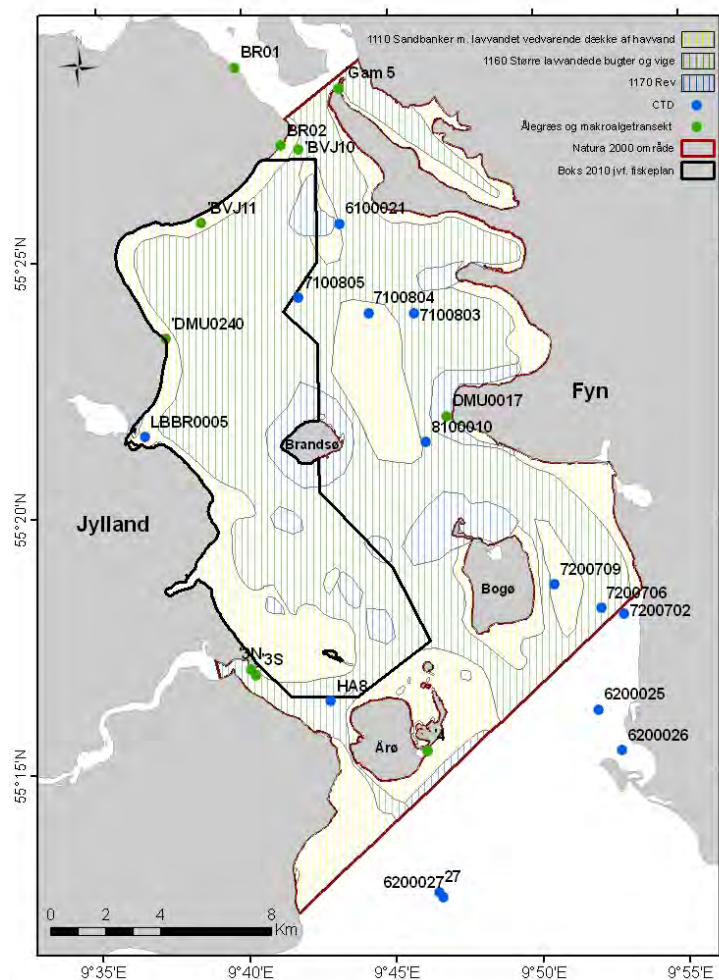 1110 Sandbanker m. lavvandet vedvarende dække af havvand
1160 Større lavvandede bugter og vige
1170 Rev
CTD
Ålegræs og makroalgetransekt
Natura 2000 område
Boks 2010 jvf. fiskeplan
BR01
Gam 5
BR02
'BVJ10
'BVJ11
6100021
55°25'N
7100805
7100804
7100803
'DMU0240
Fyn
DMU0017
LBBR0005
8100010
Brandsø
55°20'N
Jylland
7200709
Bogø
7200706
7200702
'3N
'3S
HA8
6200025
'4
Årø
6200026
55°15'N
6200027
27
0 2 4 8
Km
9°35'E 9°40'E 9°45'E 9°50'E 9°55'E